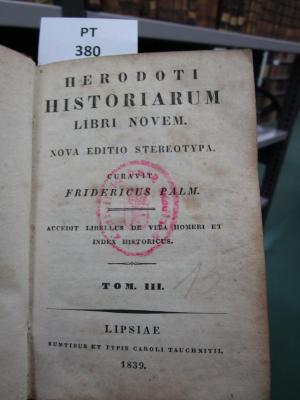 PT
380
HERODOTI
HISTORIARUM
LIBRI NOVEM.
NOVA EDITIO STEREOTYPA.
CURAVIT
FRIDERICUS PALM.
ACCEDIT LIBELLUS DE VITA HOMERI ET
INDEX HISTORICUS.
TOM. III.
LIPSIAE
SUMTIBUS ET TYPIS CAROLI TAUCHNITII.
1839.